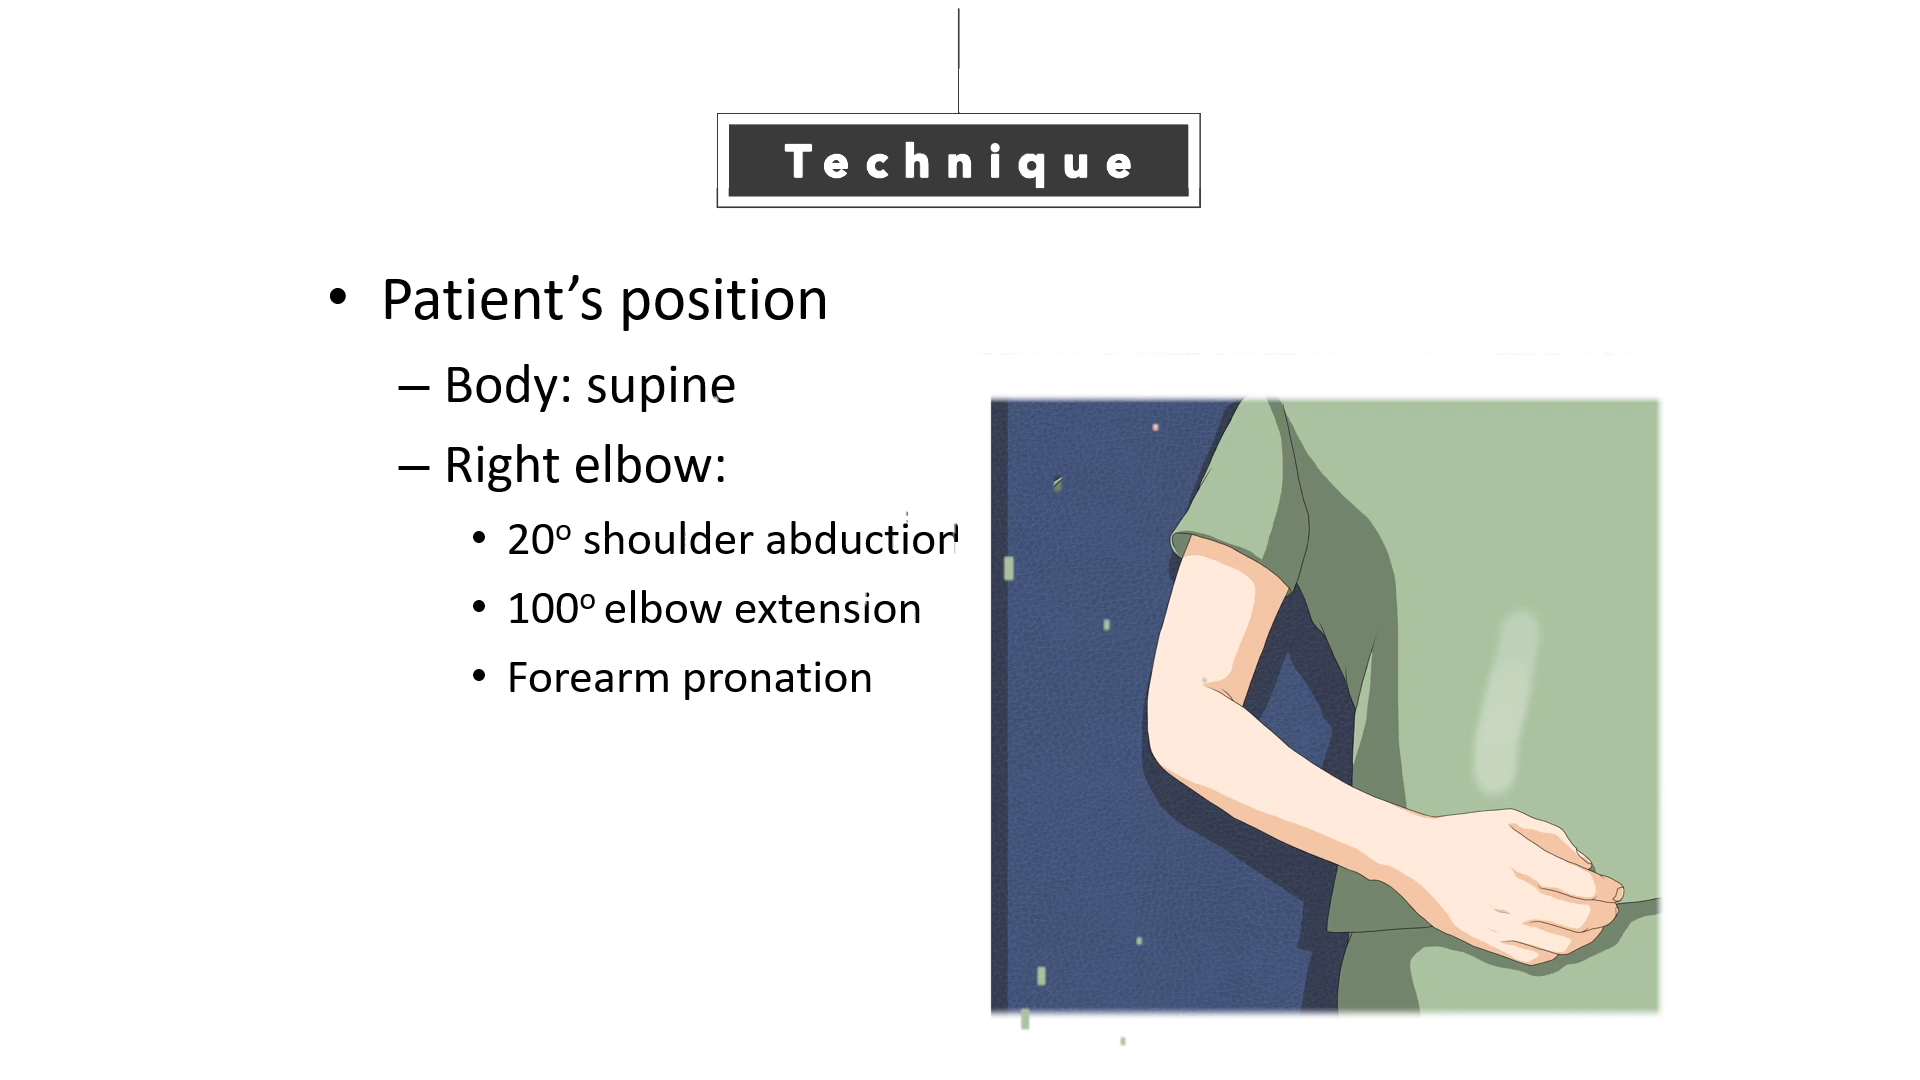 Technique
• Patient’s position
– Body: supine
– Right elbow:
• 20º shoulder abduction
• 100º elbow extension
• Forearm pronation